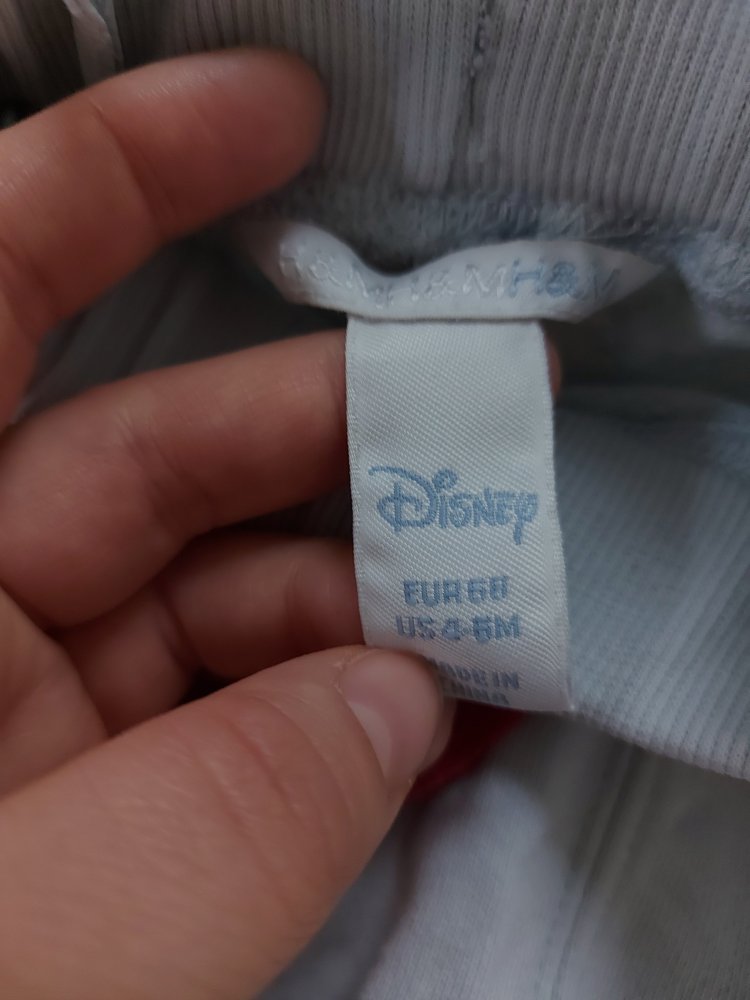 H&M H&M H&M
Disney
EUR 68
US 4-6M
MADE IN
CHINA